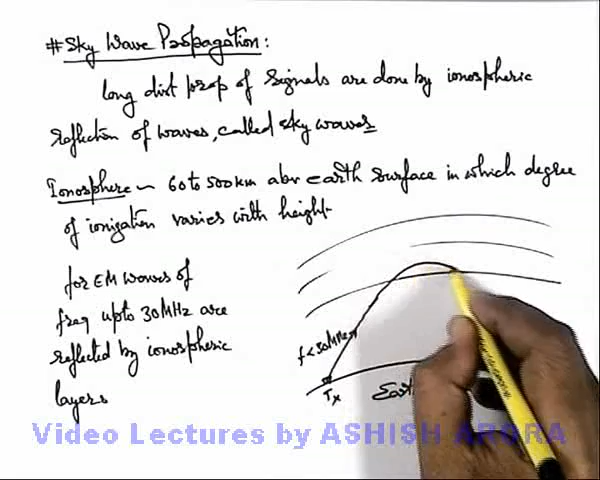 # Sky Wave Propagation:
long dist prop of signals are done by ionospheric
reflection of waves, called sky waves
Ionosphere ~ 60 to 500km abv earth surface in which degree
of ionization varies with height
for EM waves of
freq upto 30MHz are
reflected by ionospheric
layers
f<30MHz
Tx
Eart
Video Lectures by ASHISH ARORA